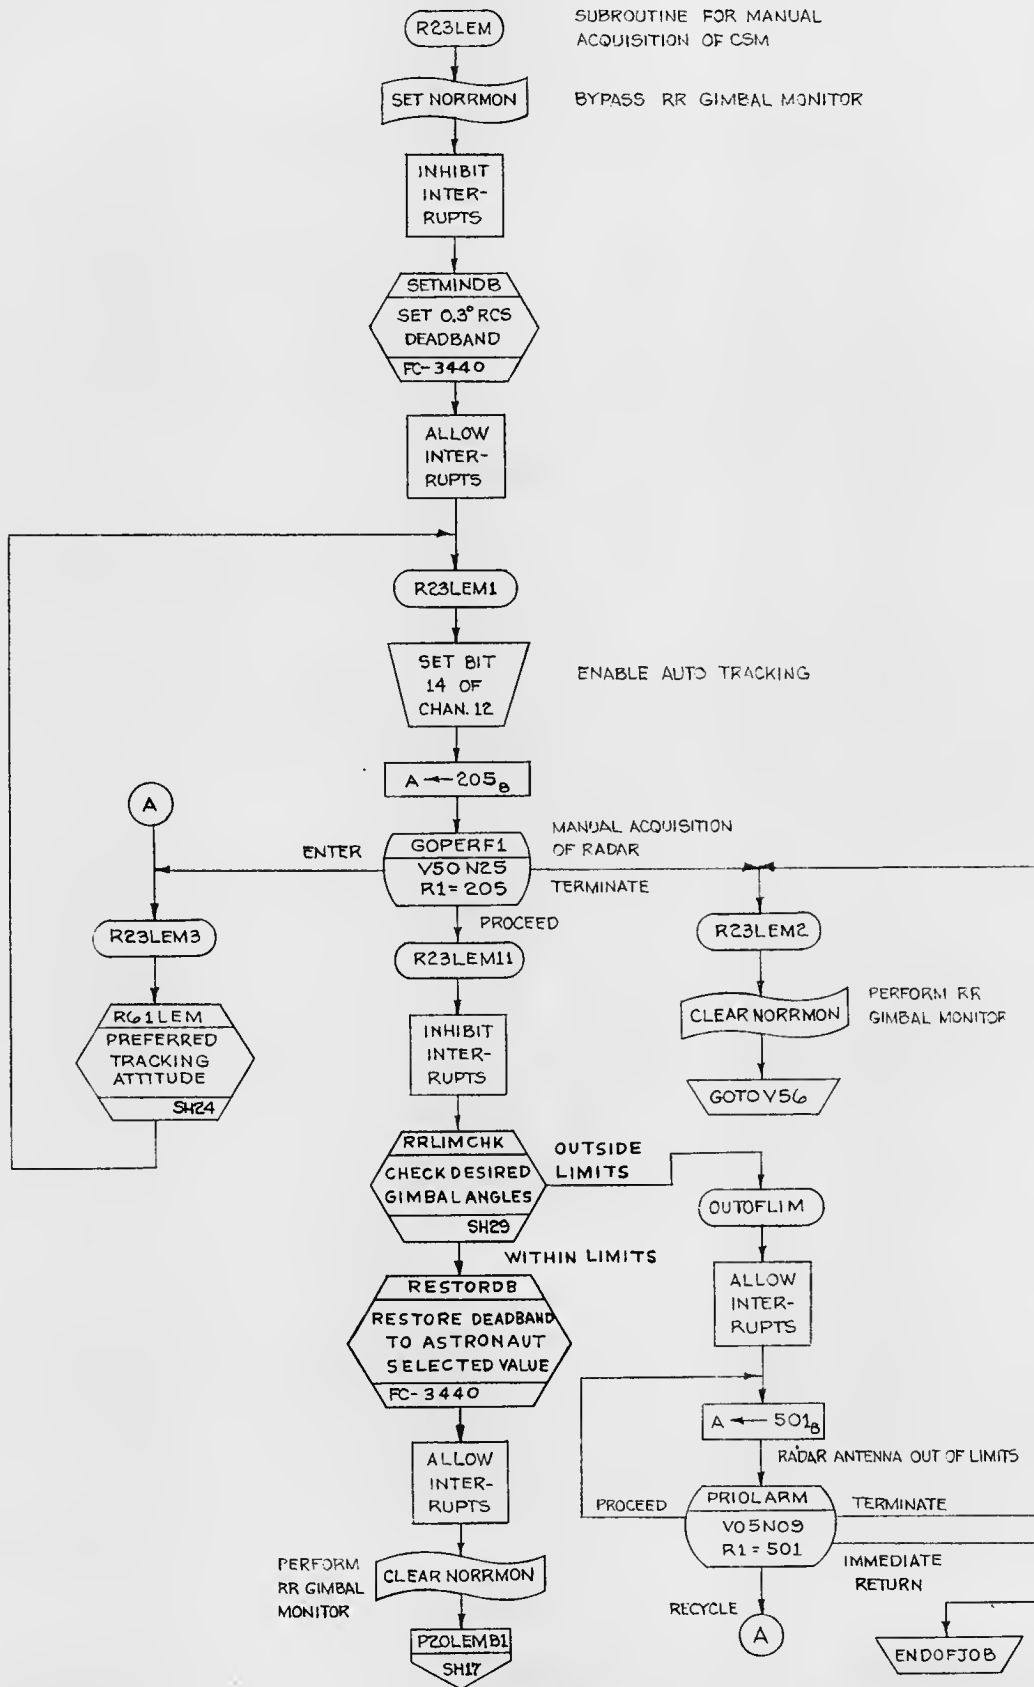 R23LEM
SUBROUTINE FOR MANUAL
ACQUISITION OF CSM
SET NORRMON
BYPASS RR GIMBAL MONITOR
INHIBIT
INTER-
RUPTS
SETMINDB
SET 0.3° RCS
DEADBAND
FC-3440
ALLOW
INTER-
RUPTS
R23LEM1
SET BIT
14 OF
CHAN. 12
ENABLE AUTO TRACKING
A ← 205₈
A
ENTER
GOPERF1
V50 N25
R1 = 205
MANUAL ACQUISITION
OF RADAR
TERMINATE
PROCEED
R23LEM3
R23LEM11
R23LEM2
R61LEM
PREFERRED
TRACKING
ATTITUDE
SH24
INHIBIT
INTER-
RUPTS
CLEAR NORRMON
PERFORM RR
GIMBAL MONITOR
GOTOV56
RRLIMCHK
CHECK DESIRED
GIMBAL ANGLES
SH29
OUTSIDE
LIMITS
OUTOFLIM
WITHIN LIMITS
RESTORDB
RESTORE DEADBAND
TO ASTRONAUT
SELECTED VALUE
FC-3440
ALLOW
INTER-
RUPTS
A ← 501₈
RADAR ANTENNA OUT OF LIMITS
ALLOW
INTER-
RUPTS
PROCEED
PRIOLARM
V05N09
R1 = 501
TERMINATE
IMMEDIATE
RETURN
PERFORM
RR GIMBAL
MONITOR
CLEAR NORRMON
RECYCLE
A
P20LEMB1
SH17
ENDOFJOB